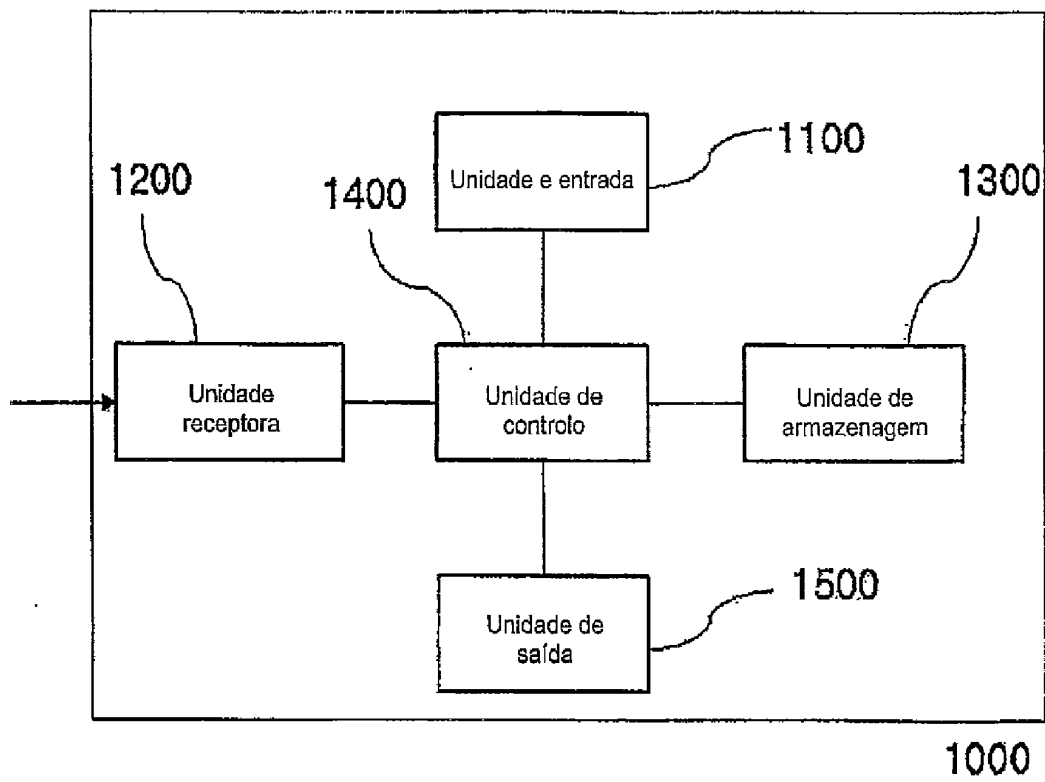 1100
Unidade e entrada
1200
1400
1300
Unidade
receptora
Unidade de
controlo
Unidade de
armazenagem
1500
Unidade de
saída
1000